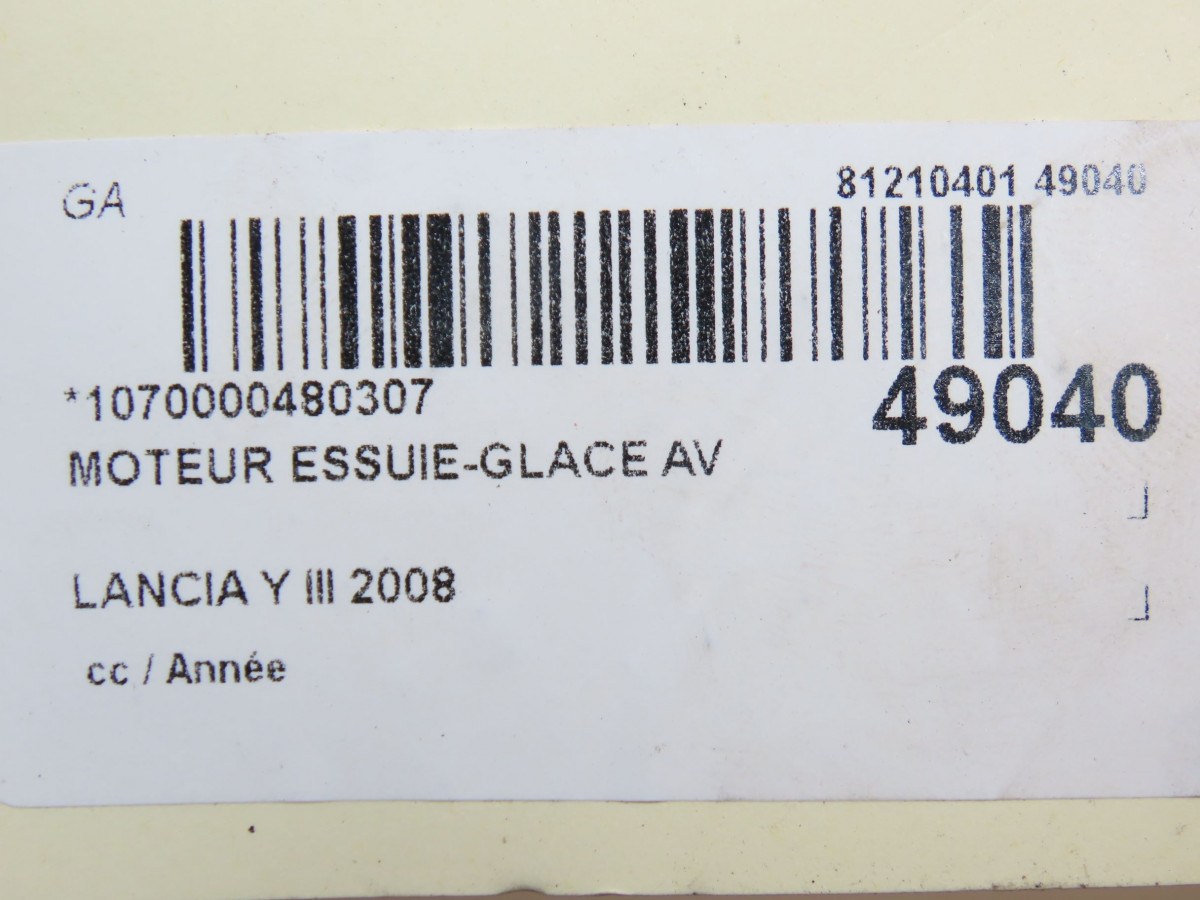 GA
81210401 49040
*1070000480307
49040
MOTEUR ESSUIE-GLACE AV
LANCIA Y III 2008
cc / Année